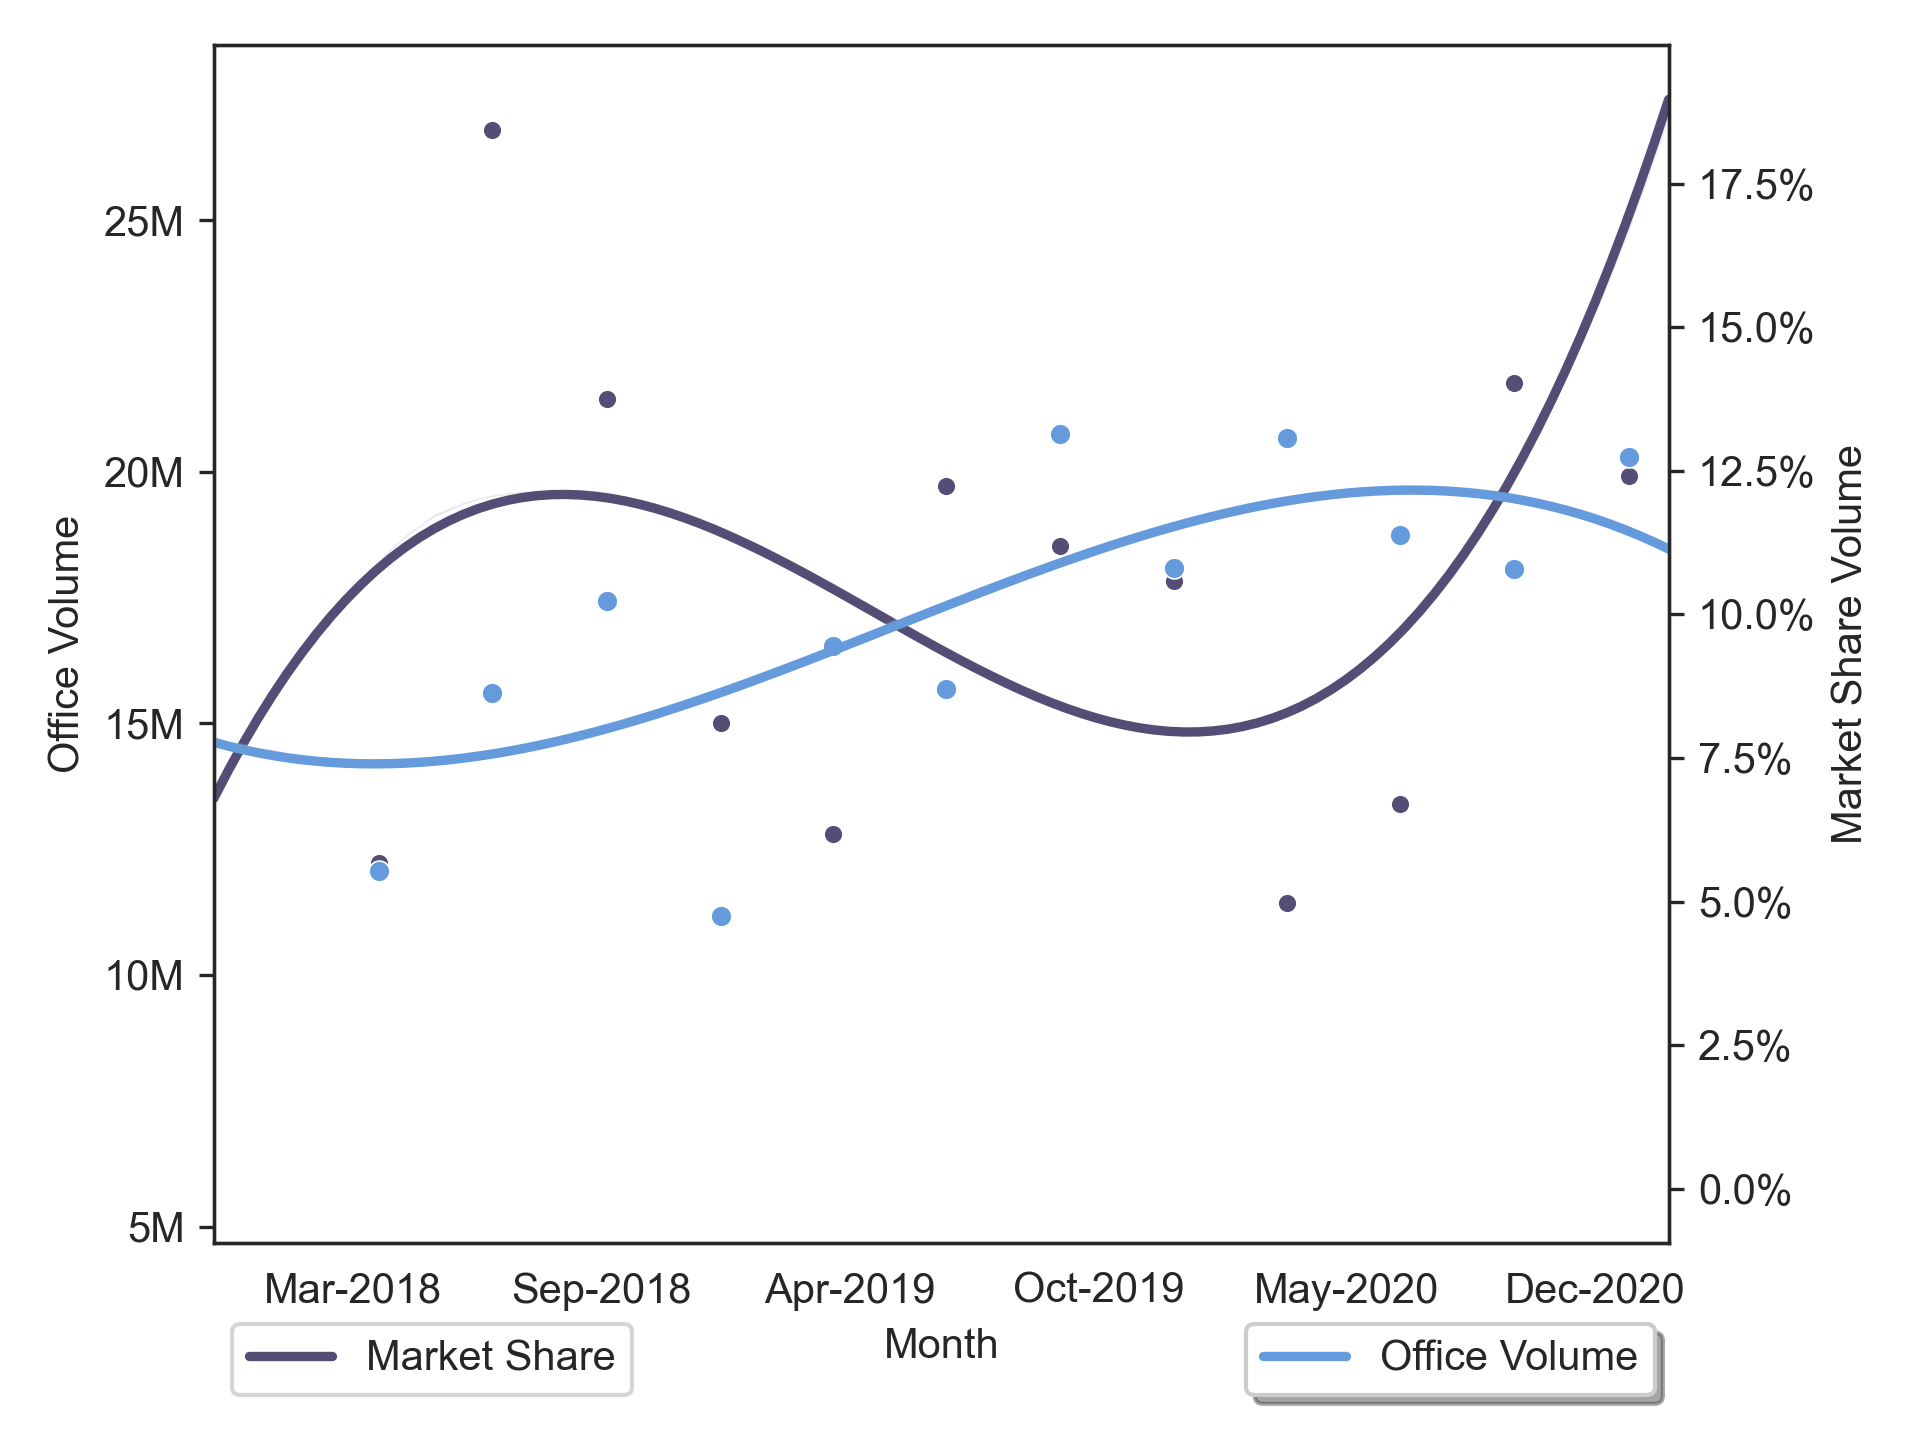 Office Volume
25M
20M
15M
10M
5M
17.5%
15.0%
12.5%
10.0%
7.5%
5.0%
2.5%
0.0%
Market Share Volume
Mar-2018
Sep-2018
Apr-2019
Oct-2019
May-2020
Dec-2020
Month
Market Share
Office Volume